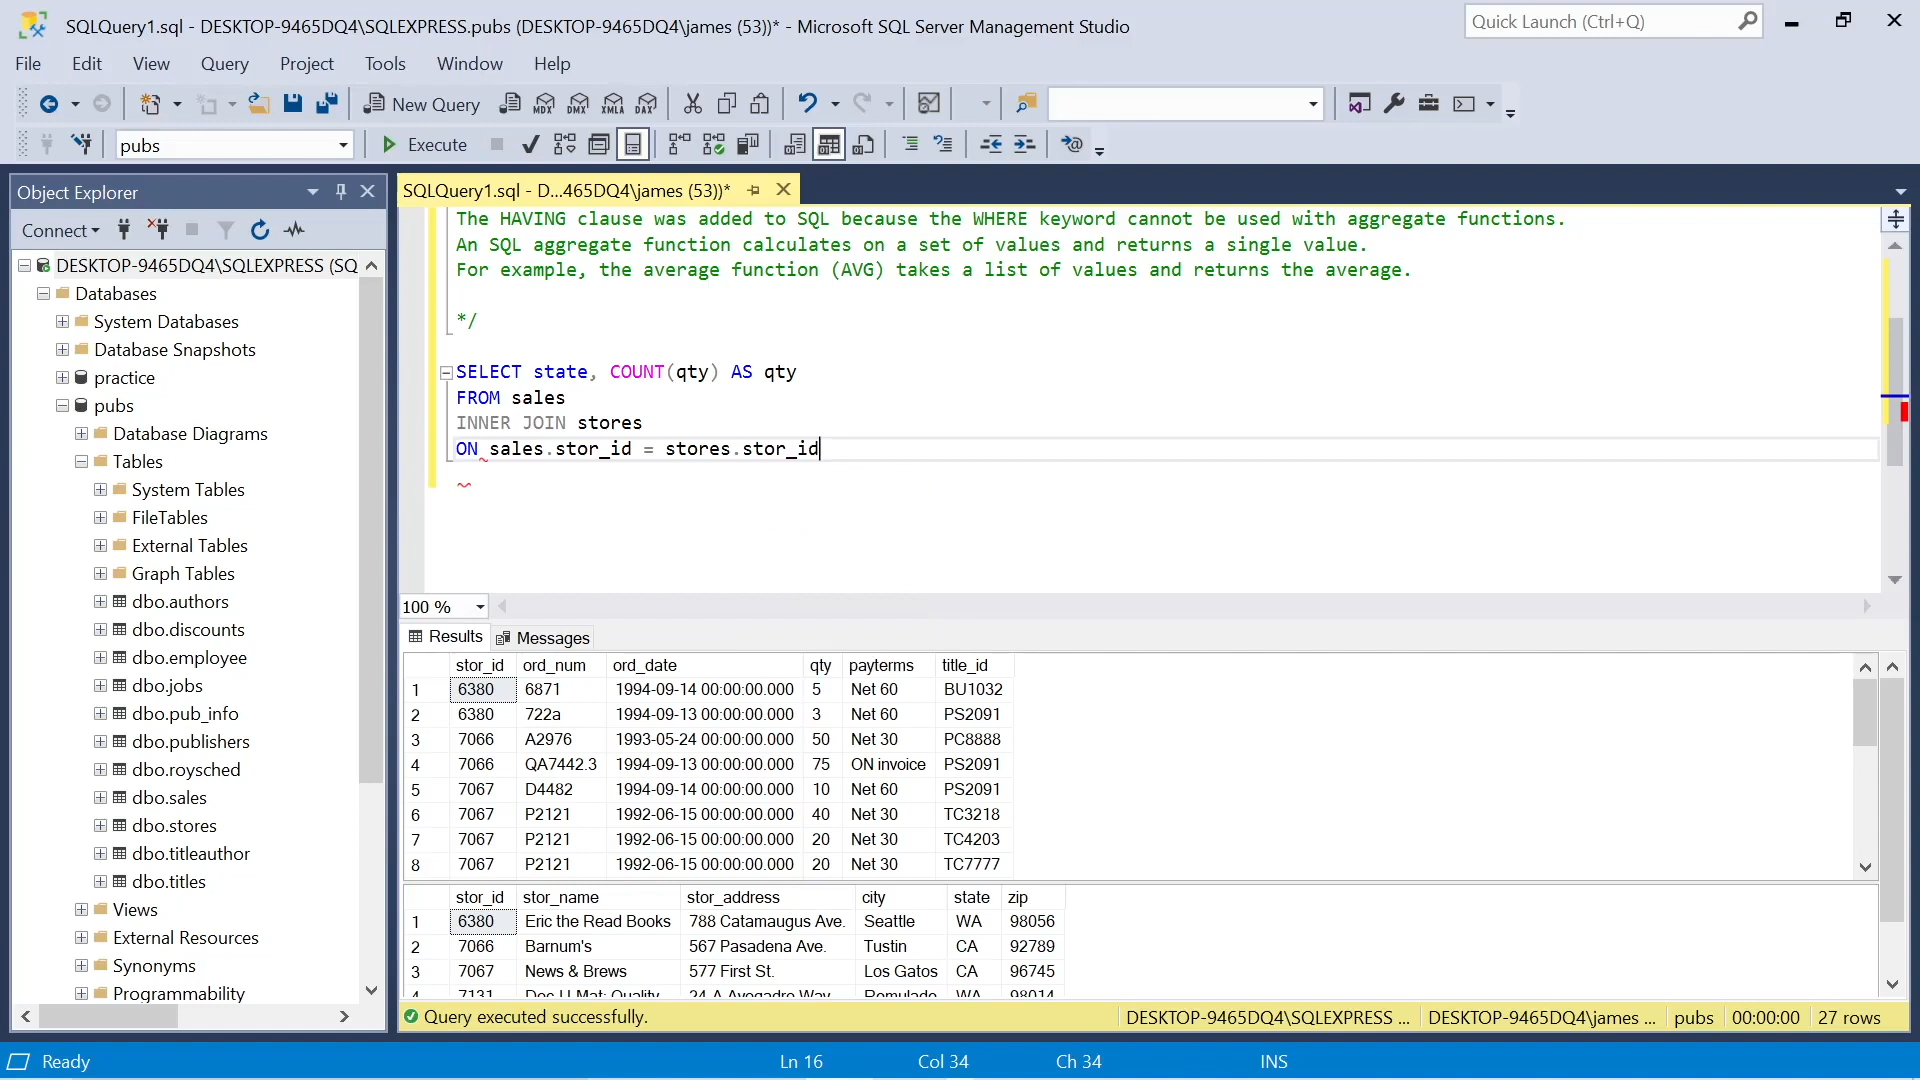 SQLQuery1.sql - DESKTOP-9465DQ4\SQLEXPRESS.pubs (DESKTOP-9465DQ4\james (53))* - Microsoft SQL Server Management Studio
Quick Launch (Ctrl+Q)
File Edit View Query Project Tools Window Help
New Query MDX DMX XMLA DAX
pubs Execute
Object Explorer
SQLQuery1.sql - D...465DQ4\james (53))*
Connect
DESKTOP-9465DQ4\SQLEXPRESS (SQ
Databases
System Databases
Database Snapshots
practice
pubs
Database Diagrams
Tables
System Tables
FileTables
External Tables
Graph Tables
dbo.authors
dbo.discounts
dbo.employee
dbo.jobs
dbo.pub_info
dbo.publishers
dbo.roysched
dbo.sales
dbo.stores
dbo.titleauthor
dbo.titles
Views
External Resources
Synonyms
Programmability
The HAVING clause was added to SQL because the WHERE keyword cannot be used with aggregate functions.
An SQL aggregate function calculates on a set of values and returns a single value.
For example, the average function (AVG) takes a list of values and returns the average.
*/
SELECT state, COUNT(qty) AS qty
FROM sales
INNER JOIN stores
ON sales.stor_id = stores.stor_id
100 %
Results Messages
stor_id ord_num ord_date qty payterms title_id
1 6380 6871 1994-09-14 00:00:00.000 5 Net 60 BU1032
2 6380 722a 1994-09-13 00:00:00.000 3 Net 60 PS2091
3 7066 A2976 1993-05-24 00:00:00.000 50 Net 30 PC8888
4 7066 QA7442.3 1994-09-13 00:00:00.000 75 ON invoice PS2091
5 7067 D4482 1994-09-14 00:00:00.000 10 Net 60 PS2091
6 7067 P2121 1992-06-15 00:00:00.000 40 Net 30 TC3218
7 7067 P2121 1992-06-15 00:00:00.000 20 Net 30 TC4203
8 7067 P2121 1992-06-15 00:00:00.000 20 Net 30 TC7777
stor_id stor_name stor_address city state zip
1 6380 Eric the Read Books 788 Catamaugus Ave. Seattle WA 98056
2 7066 Barnum's 567 Pasadena Ave. Tustin CA 92789
3 7067 News & Brews 577 First St. Los Gatos CA 96745
4 7131 Doc-U-Mat: Quality 24-A Avogadro Way Remulade WA 98014
Query executed successfully. DESKTOP-9465DQ4\SQLEXPRESS ... DESKTOP-9465DQ4\james ... pubs 00:00:00 27 rows
Ready Ln 16 Col 34 Ch 34 INS